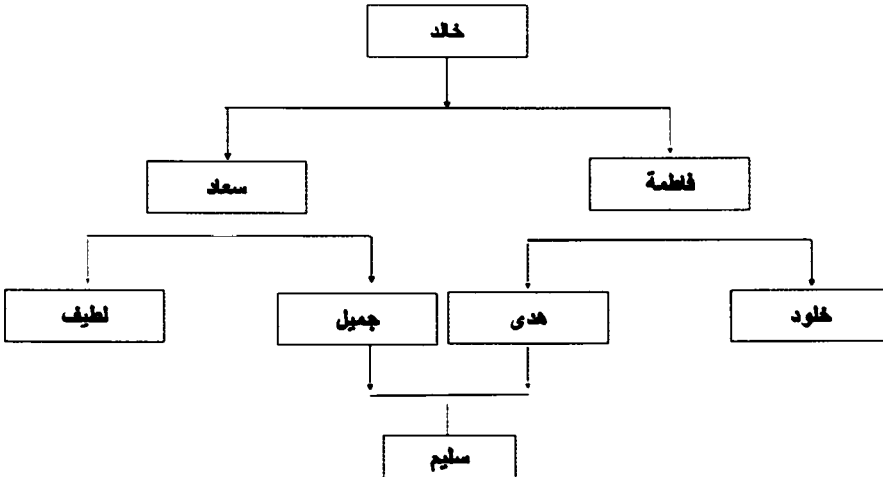 خالد
فاطمة
سعاد
خلود
هدى
جميل
لطيف
سليم